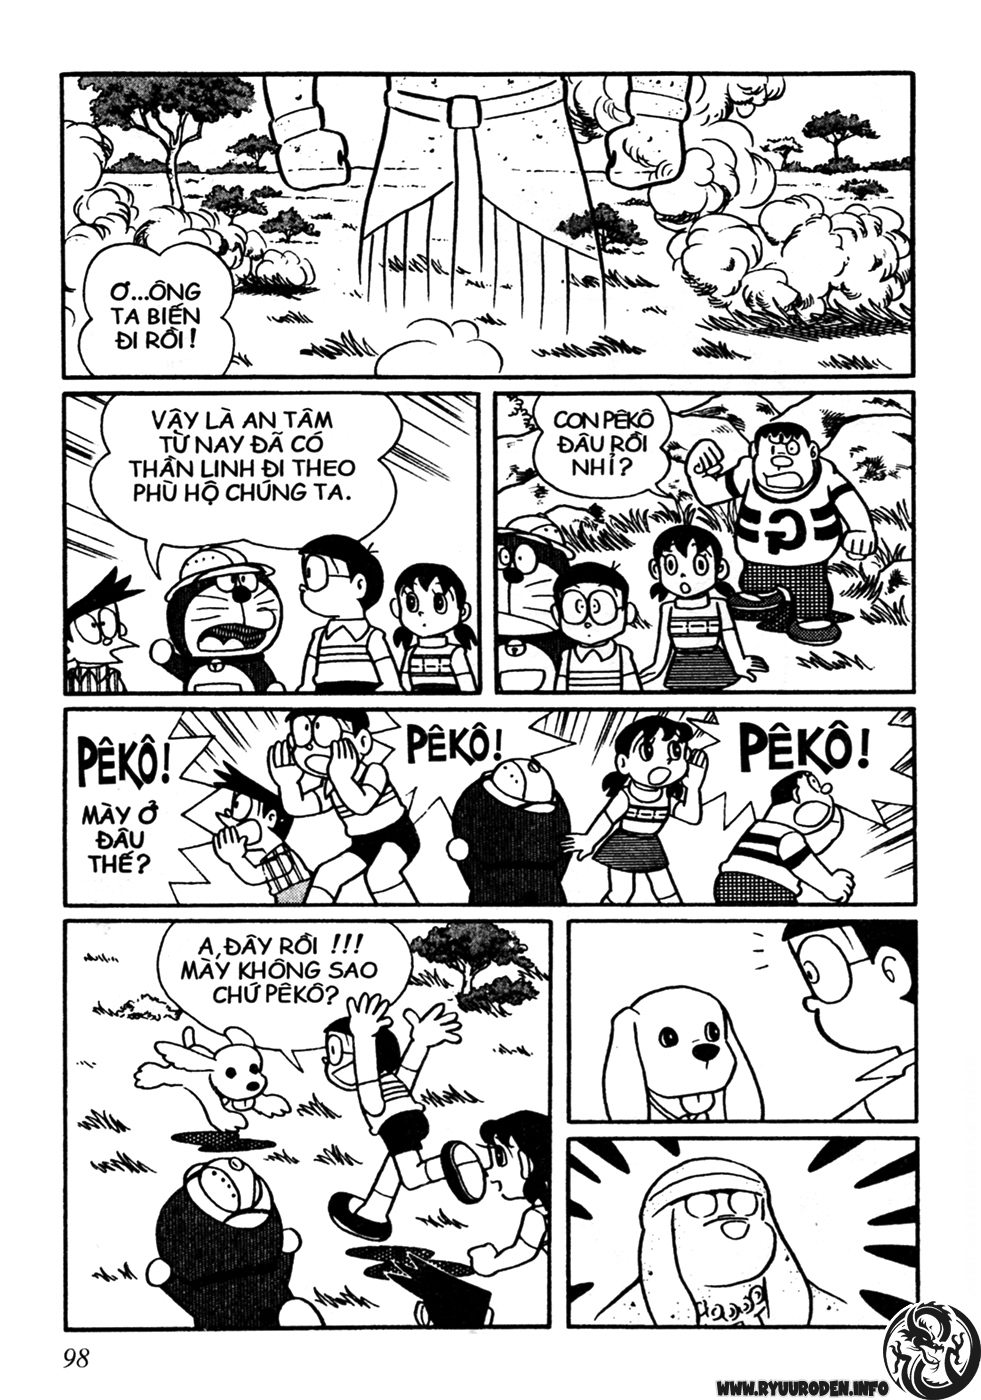 Ơ...ÔNG
TA BIẾN
ĐI RỒI!
VẬY LÀ AN TÂM
TỪ NAY ĐÃ CÓ
THẦN LINH ĐI THEO
PHÙ HỘ CHÚNG TA.
CON PÊKÔ
ĐÂU RỒI
NHỈ?
PÊKÔ!
MÀY Ở
ĐÂU
THẾ?
PÊKÔ!
PÊKÔ!
A, ĐÂY RỒI !!!
MÀY KHÔNG SAO
CHỨ PÊKÔ?
98
WWW.RYUURODEN.INFO